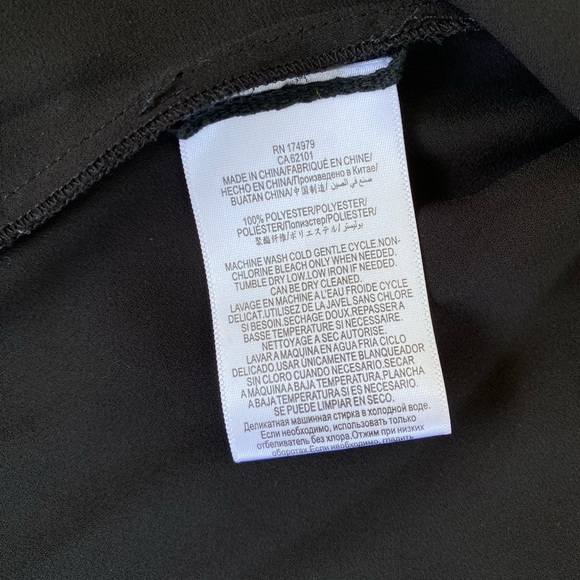 RN 174979
CA 62101
MADE IN CHINA/FABRIQUÉ EN CHINE/
HECHO EN CHINA/Произведено в Китае/
BUATAN CHINA/中国制造/ صنع في الصين
100% POLYESTER/POLYESTER/
POLIÉSTER/Полиэстер/POLIESTER/
聚酯纤维/ポリエステル/ بوليستر
MACHINE WASH COLD GENTLE CYCLE.NON-
CHLORINE BLEACH ONLY WHEN NEEDED.
TUMBLE DRY LOW.LOW IRON IF NEEDED.
CAN BE DRY CLEANED.
LAVAGE EN MACHINE A L'EAU FROIDE CYCLE
DELICAT.UTILISEZ DE LA JAVEL SANS CHLORE
SI BESOIN.SECHAGE DOUX.REPASSER A
BASSE TEMPERATURE SI NECESSAIRE.
NETTOYAGE A SEC AUTORISE.
LAVAR A MAQUINA EN AGUA FRIA CICLO
DELICADO.USAR ÚNICAMENTE BLANQUEADOR
SIN CLORO CUANDO NECESARIO.SECAR
A MÁQUINA A BAJA TEMPERATURA.PLANCHA
A BAJA TEMPERATURA SI ES NECESARIO.
SE PUEDE LIMPIAR EN SECO.
Деликатная машинная стирка в холодной воде.
Если необходимо, использовать только
отбеливатель без хлора.Отжим при низких
оборотах.Если необходимо, гладить